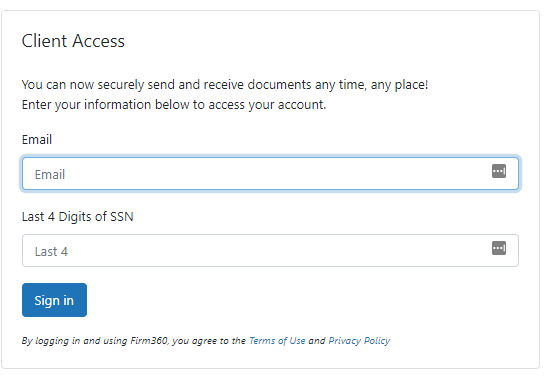 Client Access
You can now securely send and receive documents any time, any place!
Enter your information below to access your account.
Email
Email
Last 4 Digits of SSN
Last 4
Sign in
By logging in and using Firm360, you agree to the Terms of Use and Privacy Policy